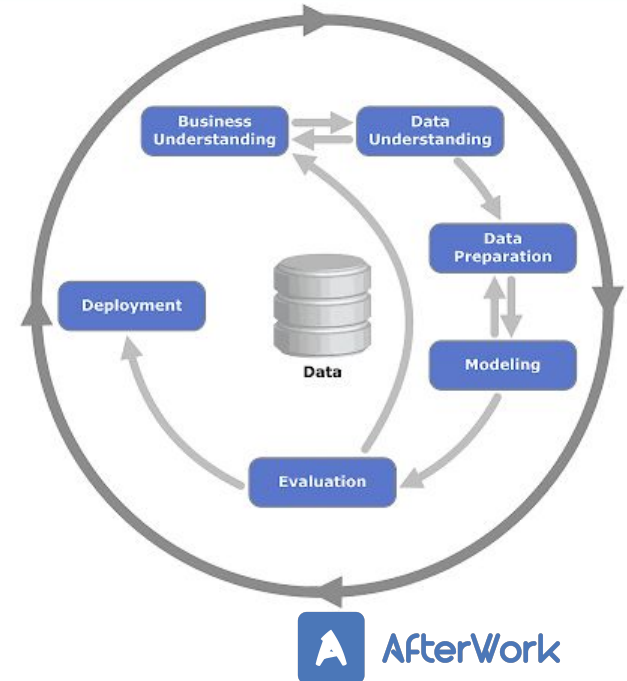 Business
Understanding
Data
Understanding
Data
Preparation
Deployment
Data
Modeling
Evaluation
AfterWork